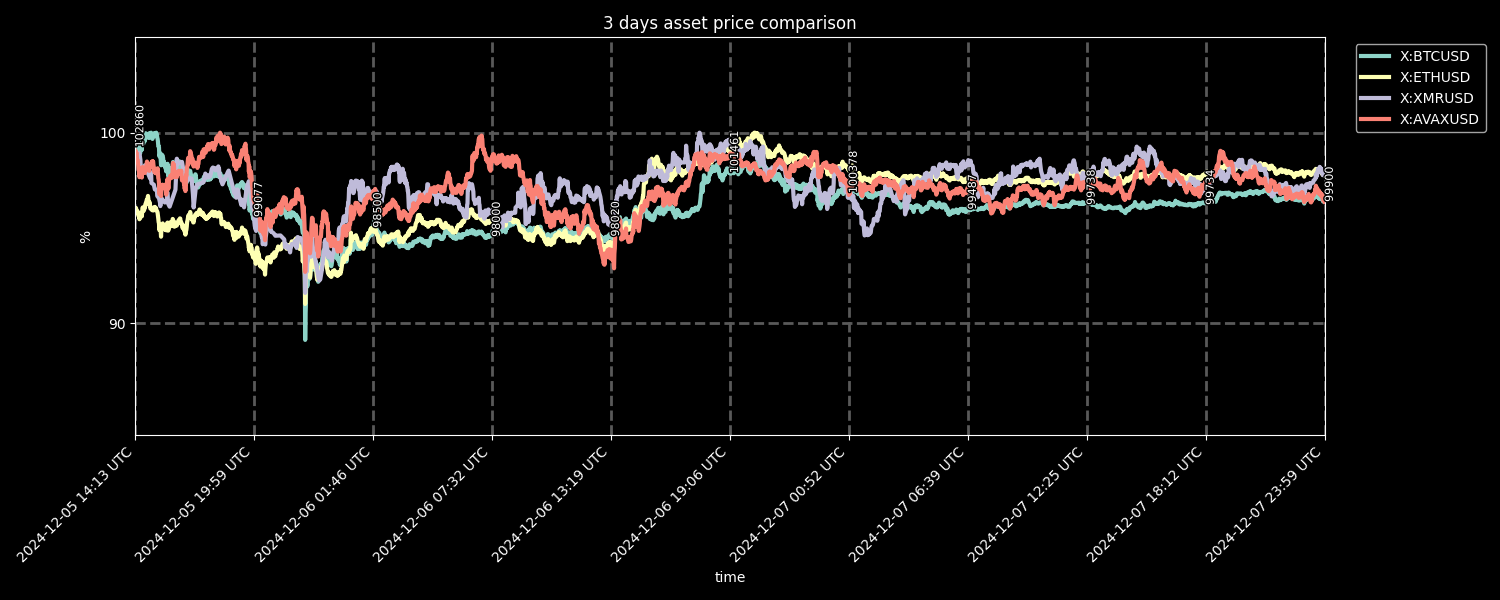 3 days asset price comparison
X:BTCUSD
X:ETHUSD
X:XMRUSD
X:AVAXUSD
%
100
90
102860
99077
98500
98000
98020
101461
100378
99487
99738
99734
99900
2024-12-05 14:13 UTC
2024-12-05 19:59 UTC
2024-12-06 01:46 UTC
2024-12-06 07:32 UTC
2024-12-06 13:19 UTC
2024-12-06 19:06 UTC
2024-12-07 00:52 UTC
2024-12-07 06:39 UTC
2024-12-07 12:25 UTC
2024-12-07 18:12 UTC
2024-12-07 23:59 UTC
time